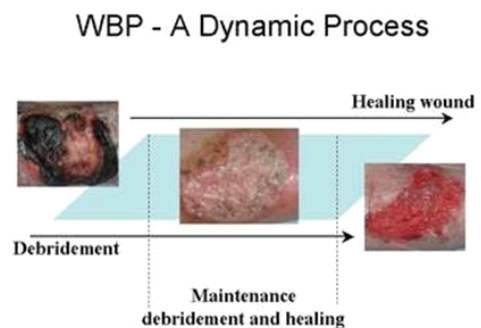 WBP - A Dynamic Process
Healing wound
Debridement
Maintenance
debridement and healing